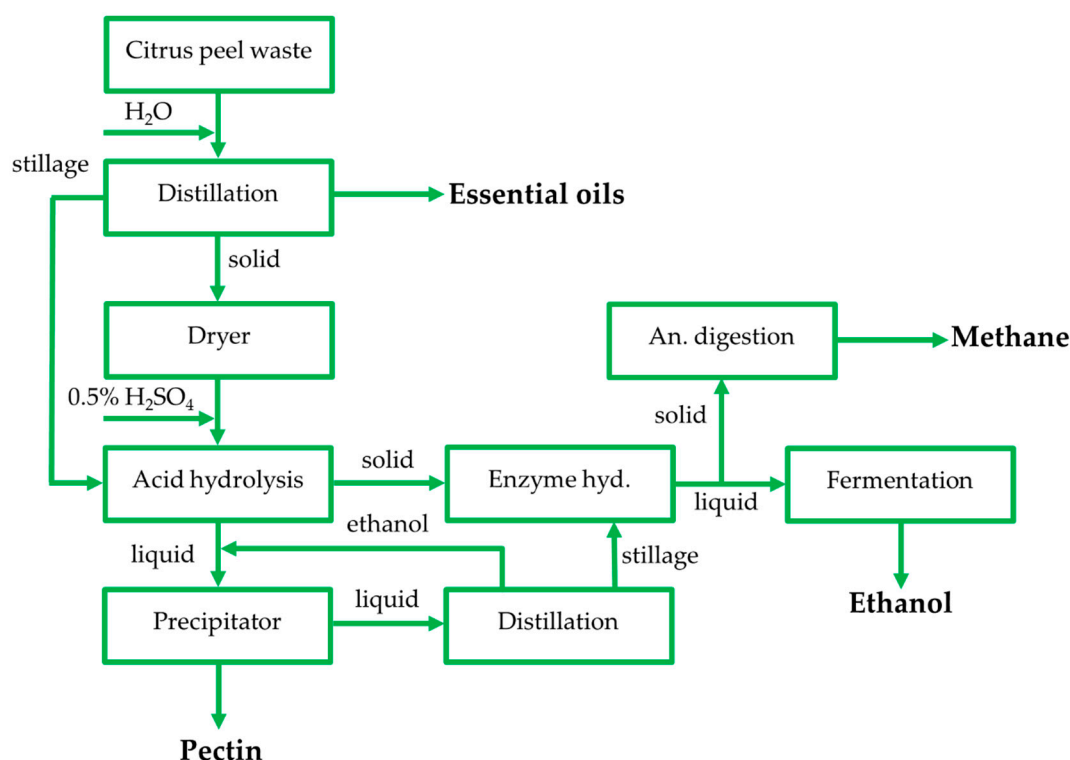 Citrus peel waste
H₂O
stillage
Distillation
Essential oils
solid
Dryer
An. digestion
Methane
0.5% H₂SO₄
solid
Acid hydrolysis
solid
Enzyme hyd.
liquid
Fermentation
ethanol
liquid
stillage
Precipitator
liquid
Distillation
Ethanol
Pectin